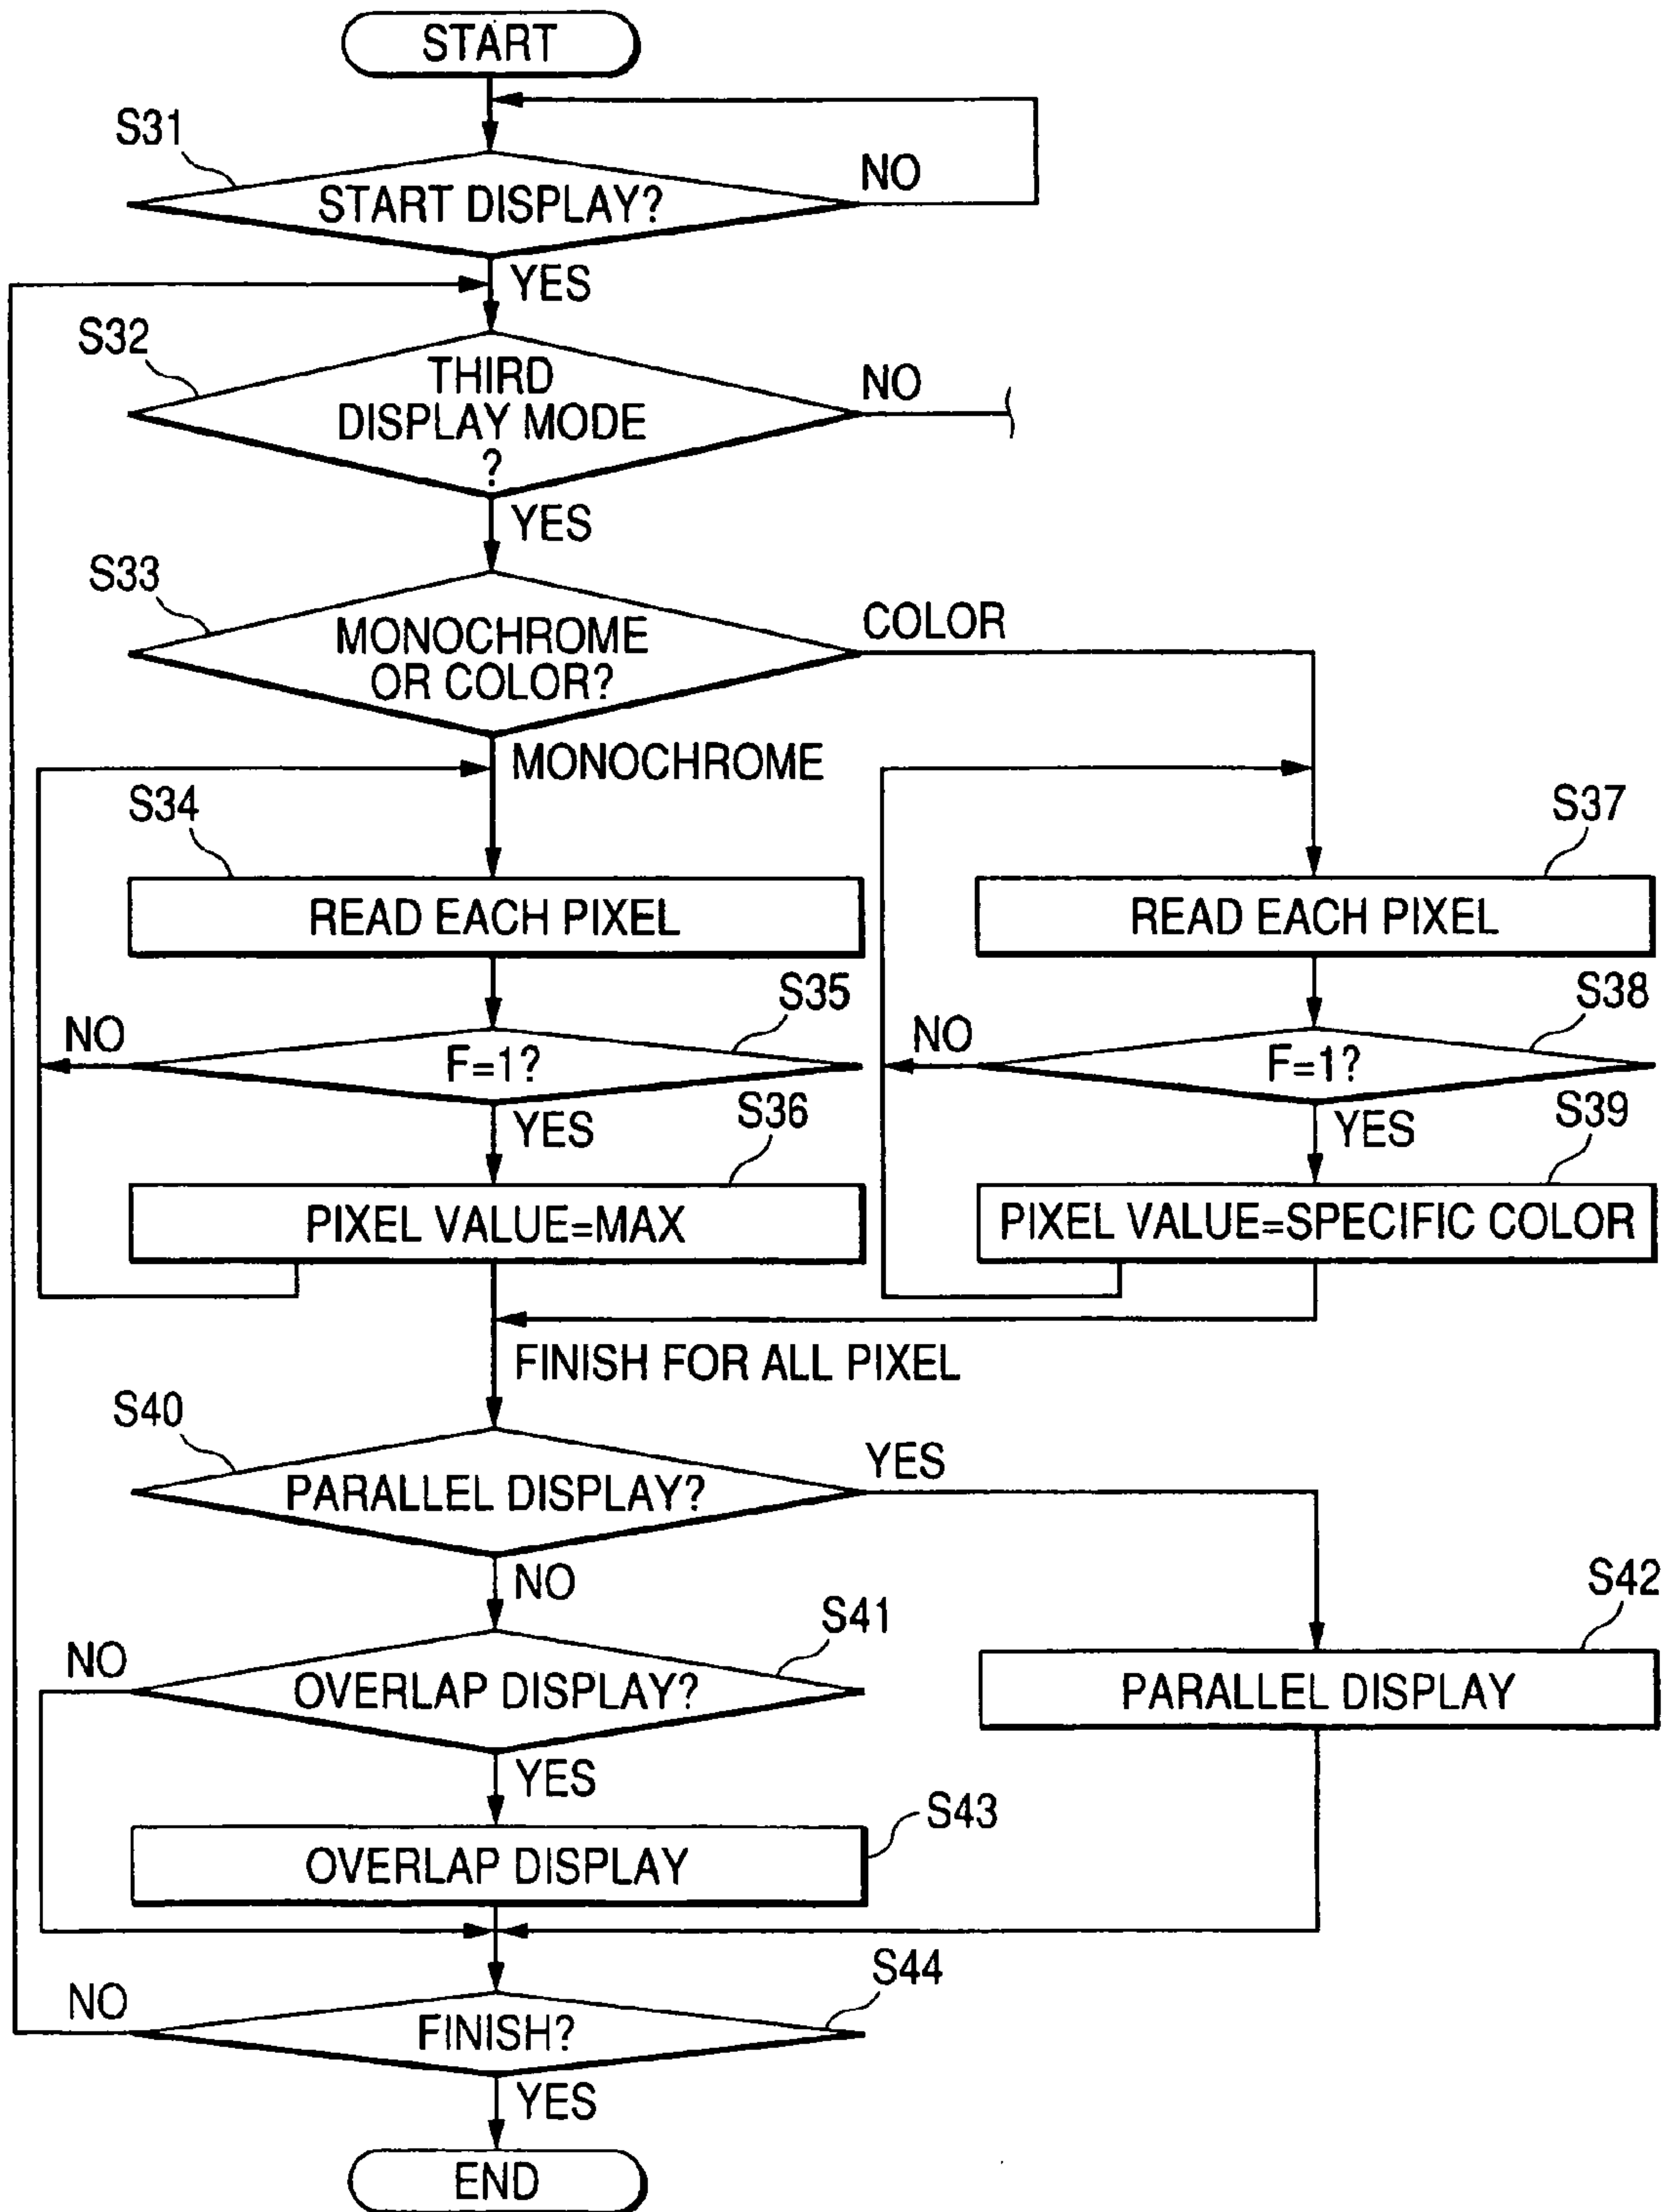 START
S31
START DISPLAY?
NO
YES
S32
THIRD
DISPLAY MODE
?
NO
YES
S33
MONOCHROME
OR COLOR?
COLOR
MONOCHROME
S34
READ EACH PIXEL
S37
READ EACH PIXEL
S35
NO
F=1?
YES
S38
NO
F=1?
YES
S36
PIXEL VALUE=MAX
S39
PIXEL VALUE=SPECIFIC COLOR
FINISH FOR ALL PIXEL
S40
PARALLEL DISPLAY?
YES
NO
S41
NO
OVERLAP DISPLAY?
YES
S42
PARALLEL DISPLAY
S43
OVERLAP DISPLAY
S44
NO
FINISH?
YES
END